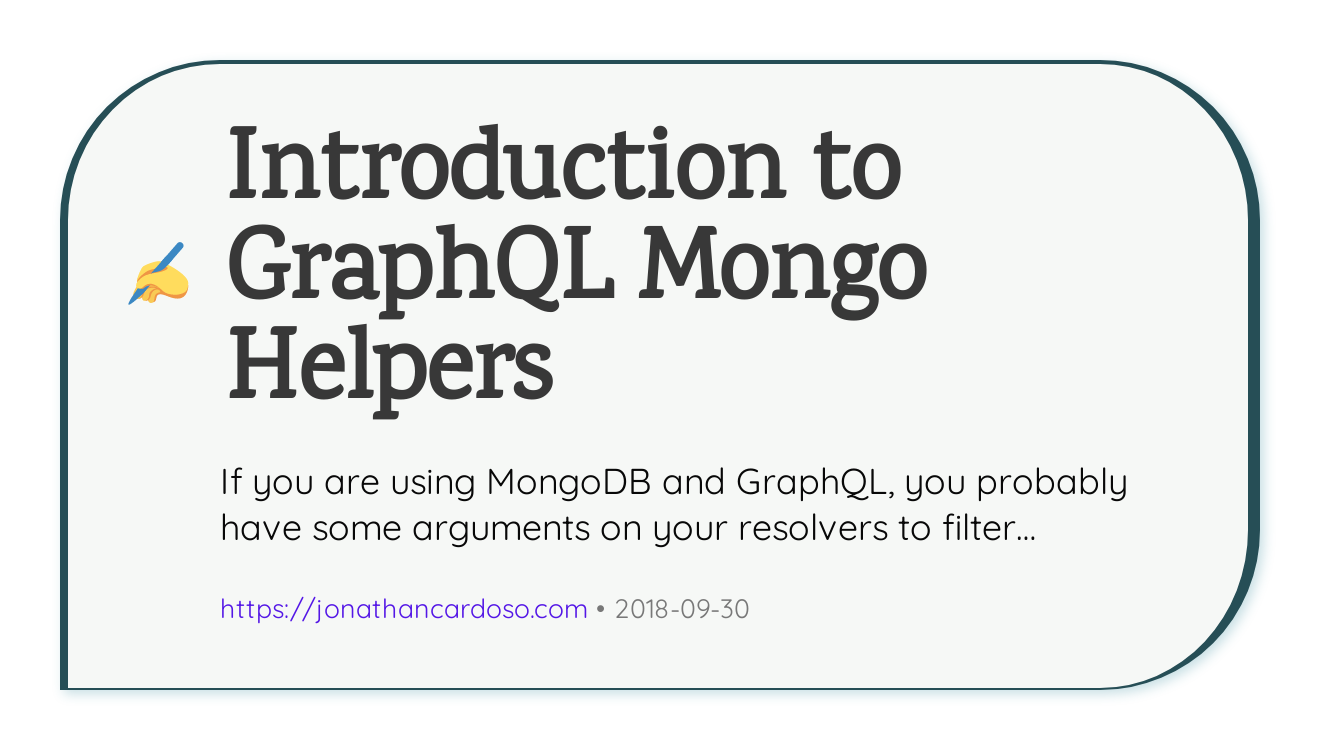 Introduction to
GraphQL Mongo
Helpers
If you are using MongoDB and GraphQL, you probably
have some arguments on your resolvers to filter...
https://jonathancardoso.com • 2018-09-30